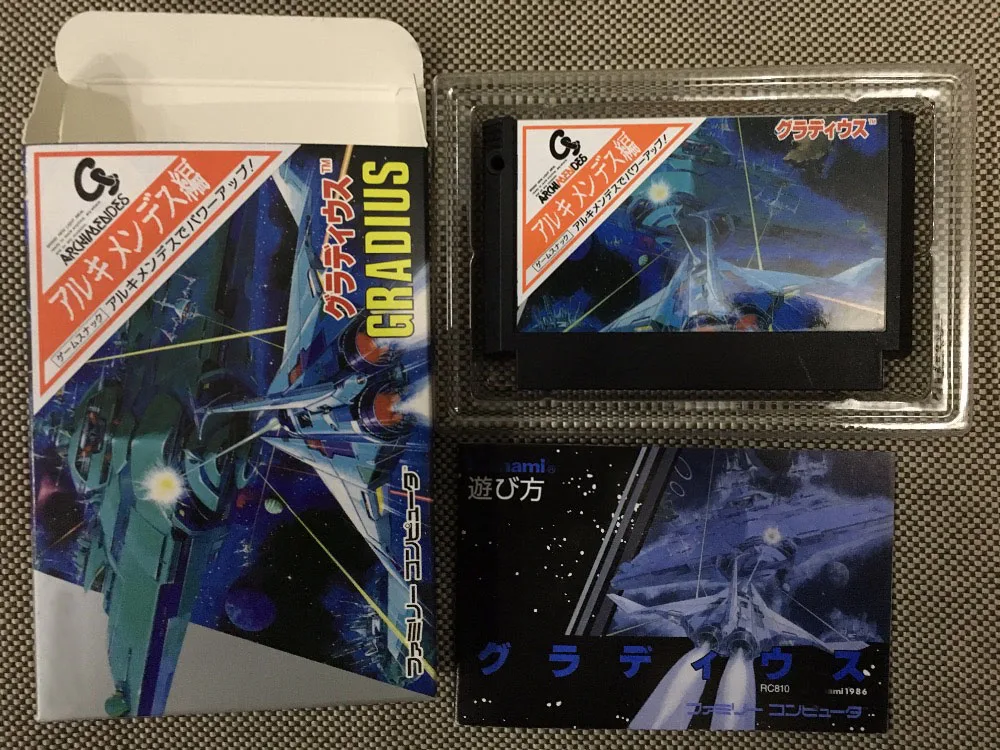 ARCHIMENDES
アルキメンデス編
[ゲームスナック] アルキメンデスでパワーアップ!
グラディウス™
GRADIUS
ファミリーコンピュータ
ARCHIMENDES
アルキメンデス編
[ゲームスナック] アルキメンデスでパワーアップ!
グラディウス™
遊び方
グラディウス
RC810
1986
ファミリーコンピュータ